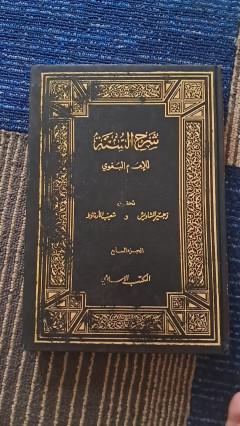 شرح السنة
للإمام البغوي
تحقيق
زهير الشاويش و شعيب الأرناؤوط
الجزء السابع
المكتب الإسلامي